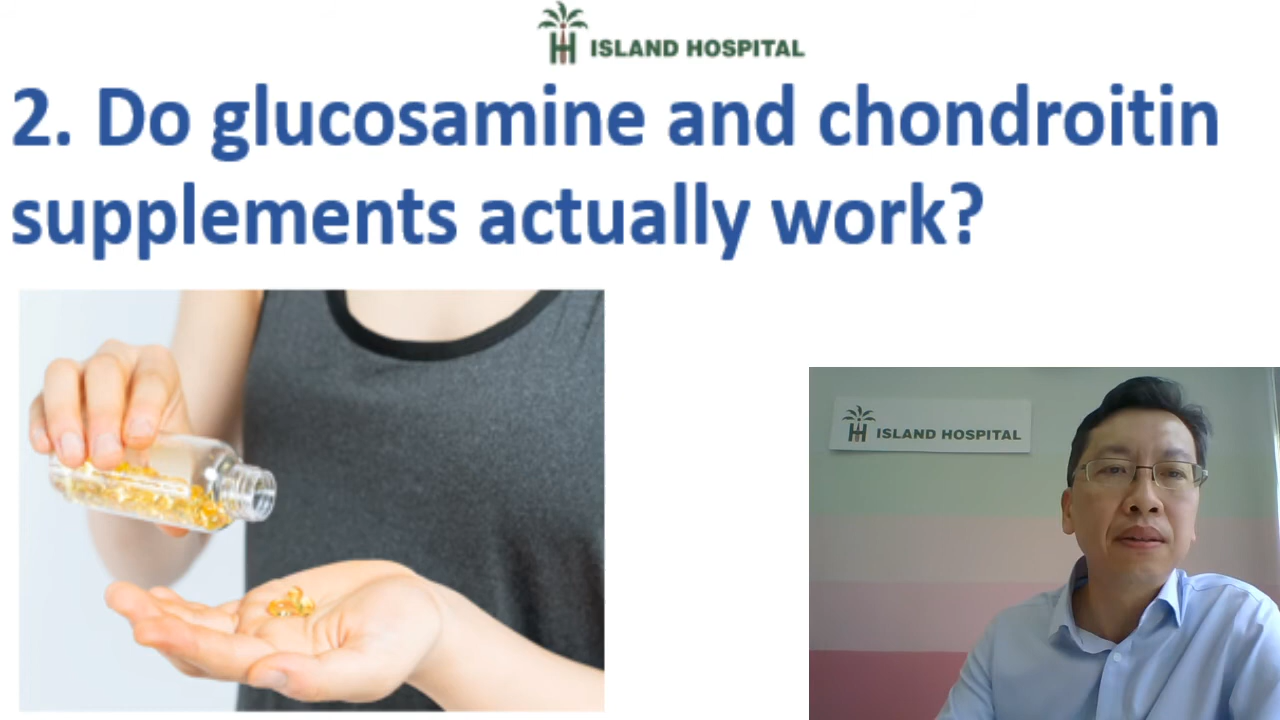 ISLAND HOSPITAL
2. Do glucosamine and chondroitin
supplements actually work?
ISLAND HOSPITAL